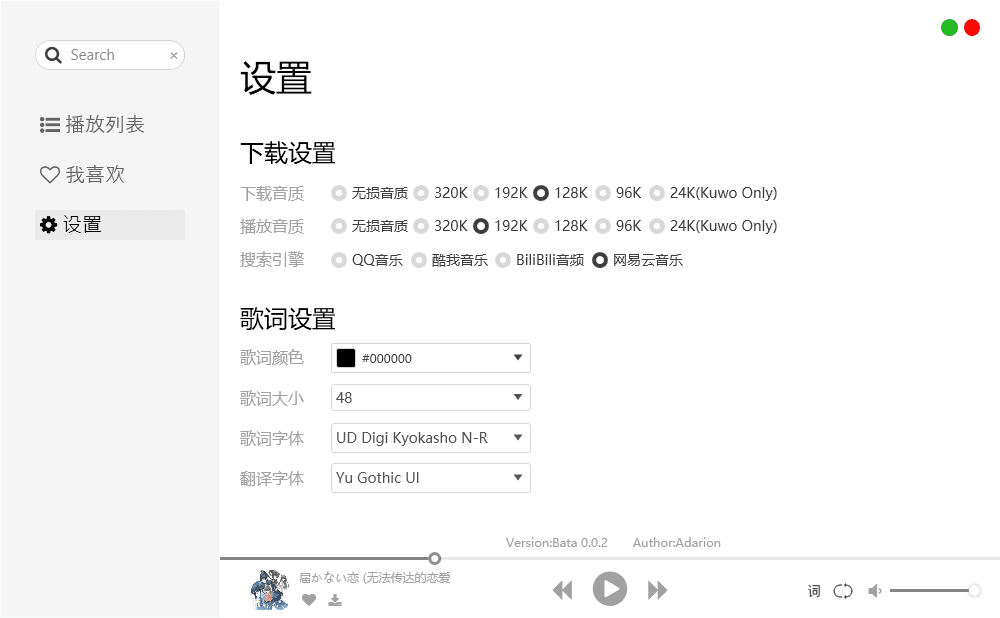 Search ×
播放列表
我喜欢
设置
设置
下载设置
下载音质 无损音质 320K 192K 128K 96K 24K(Kuwo Only)
播放音质 无损音质 320K 192K 128K 96K 24K(Kuwo Only)
搜索引擎 QQ音乐 酷我音乐 BiliBili音频 网易云音乐
歌词设置
歌词颜色 #000000
歌词大小 48
歌词字体 UD Digi Kyokasho N-R
翻译字体 Yu Gothic UI
Version:Bata 0.0.2 Author:Adarion
届かない恋 (无法传达的恋爱
词